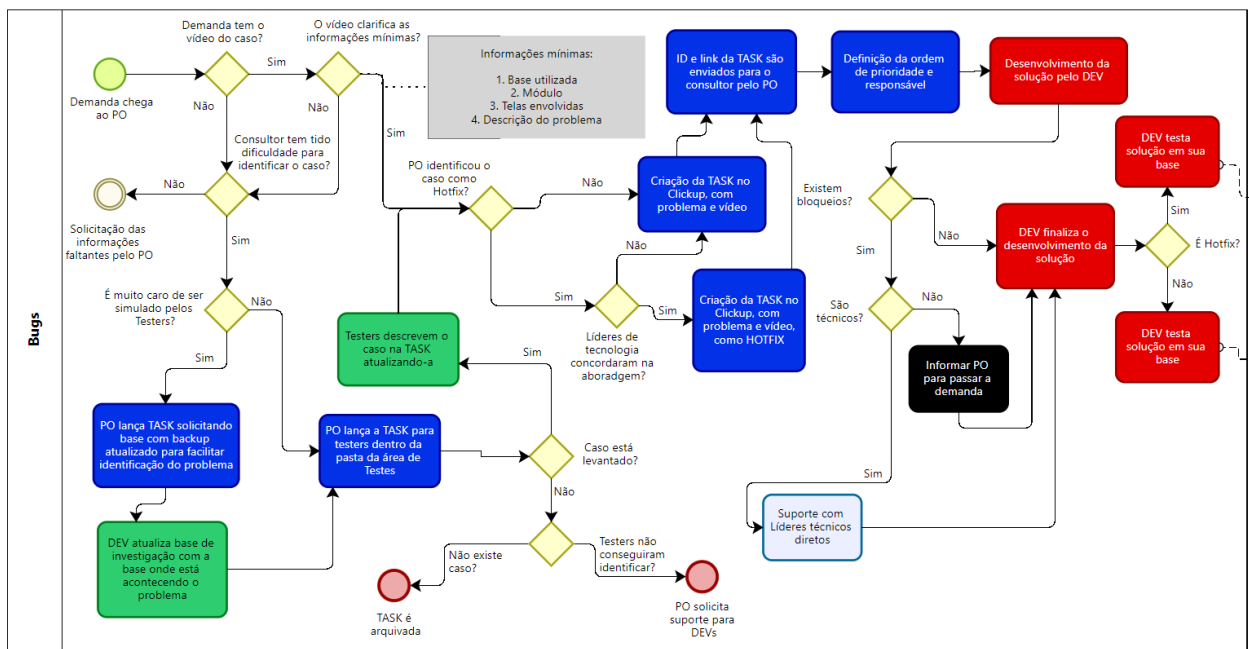 Bugs
Demanda tem o
vídeo do caso?
O vídeo clarifica as
informações mínimas?
Sim
Demanda chega
ao PO
Não
Não
Sim
Informações mínimas:
1. Base utilizada
2. Módulo
3. Telas envolvidas
4. Descrição do problema
ID e link da TASK são
enviados para o
consultor pelo PO
Definição da ordem
de prioridade e
responsável
Desenvolvimento da
solução pelo DEV
Consultor tem tido
dificuldade para
identificar o caso?
Não
Solicitação das
informações
faltantes pelo PO
Sim
PO identificou o
caso como
Hotfix?
Não
Criação da TASK no
Clickup, com
problema e vídeo
Sim
Não
Líderes de
tecnologia
concordaram na
aboradgem?
Sim
Criação da TASK no
Clickup, com
problema e vídeo,
como HOTFIX
Existem
bloqueios?
Não
Sim
DEV finaliza o
desenvolvimento da
solução
DEV testa
solução em sua
base
Sim
É Hotfix?
Não
DEV testa
solução em sua
base
São
técnicos?
Não
Informar PO
para passar a
demanda
Sim
Suporte com
Líderes técnicos
diretos
É muito caro de ser
simulado pelos
Testers?
Não
Sim
Testers descrevem o
caso na TASK
atualizando-a
Sim
PO lança TASK solicitando
base com backup
atualizado para facilitar
identificação do problema
PO lança a TASK para
testers dentro da
pasta da área de
Testes
Caso está
levantado?
Não
DEV atualiza base de
investigação com a
base onde está
acontecendo o
problema
Não existe
caso?
Testers não
conseguiram
identificar?
TASK é
arquivada
PO solicita
suporte para
DEVs